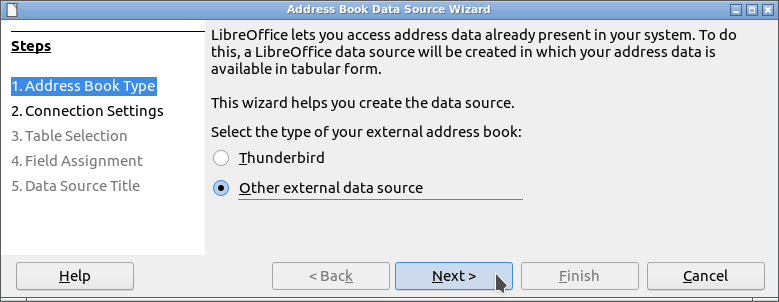 Address Book Data Source Wizard
Steps
1. Address Book Type
2. Connection Settings
3. Table Selection
4. Field Assignment
5. Data Source Title
LibreOffice lets you access address data already present in your system. To do
this, a LibreOffice data source will be created in which your address data is
available in tabular form.
This wizard helps you create the data source.
Select the type of your external address book:
Thunderbird
Other external data source
Help
< Back
Next >
Finish
Cancel